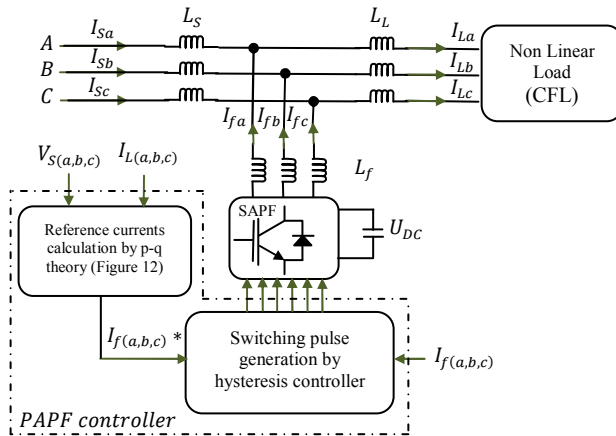 L_S L_L
A I_Sa I_La
B I_Sb I_Lb
C I_Sc I_Lc
Non Linear
Load
(CFL)
I_fa I_fb I_fc
V_S(a,b,c) I_L(a,b,c)
L_f
SAPF
U_DC
Reference currents
calculation by p-q
theory (Figure 12)
I_f(a,b,c) *
Switching pulse
generation by
hysteresis controller
I_f(a,b,c)
PAPF controller